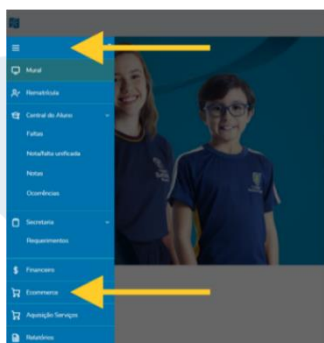 Mural
Rematrícula
Central do Aluno
Faltas
Nota/falta unificada
Notas
Ocorrências
Secretaria
Requerimentos
Financeiro
Ecommerce
Aquisição Serviços
Relatórios